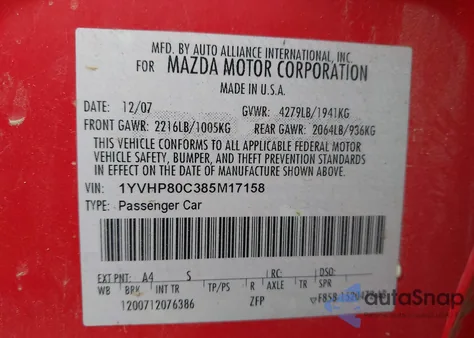 MFD. BY AUTO ALLIANCE INTERNATIONAL, INC.
FOR MAZDA MOTOR CORPORATION
MADE IN U.S.A.
DATE: 12/07 GVWR: 4279LB/1941KG
FRONT GAWR: 2216LB/1005KG REAR GAWR: 2064LB/936KG
THIS VEHICLE CONFORMS TO ALL APPLICABLE FEDERAL MOTOR
VEHICLE SAFETY, BUMPER, AND THEFT PREVENTION STANDARDS
IN EFFECT ON THE DATE OF MANUFACTURE SHOWN ABOVE.
VIN: 1YVHP80C385M17158
TYPE: Passenger Car
EXT PNT: A4 S RC: DSO:
WB BRK INT TR TP/PS R AXLE TR SPR
1200712076386 ZFP
autoSnap